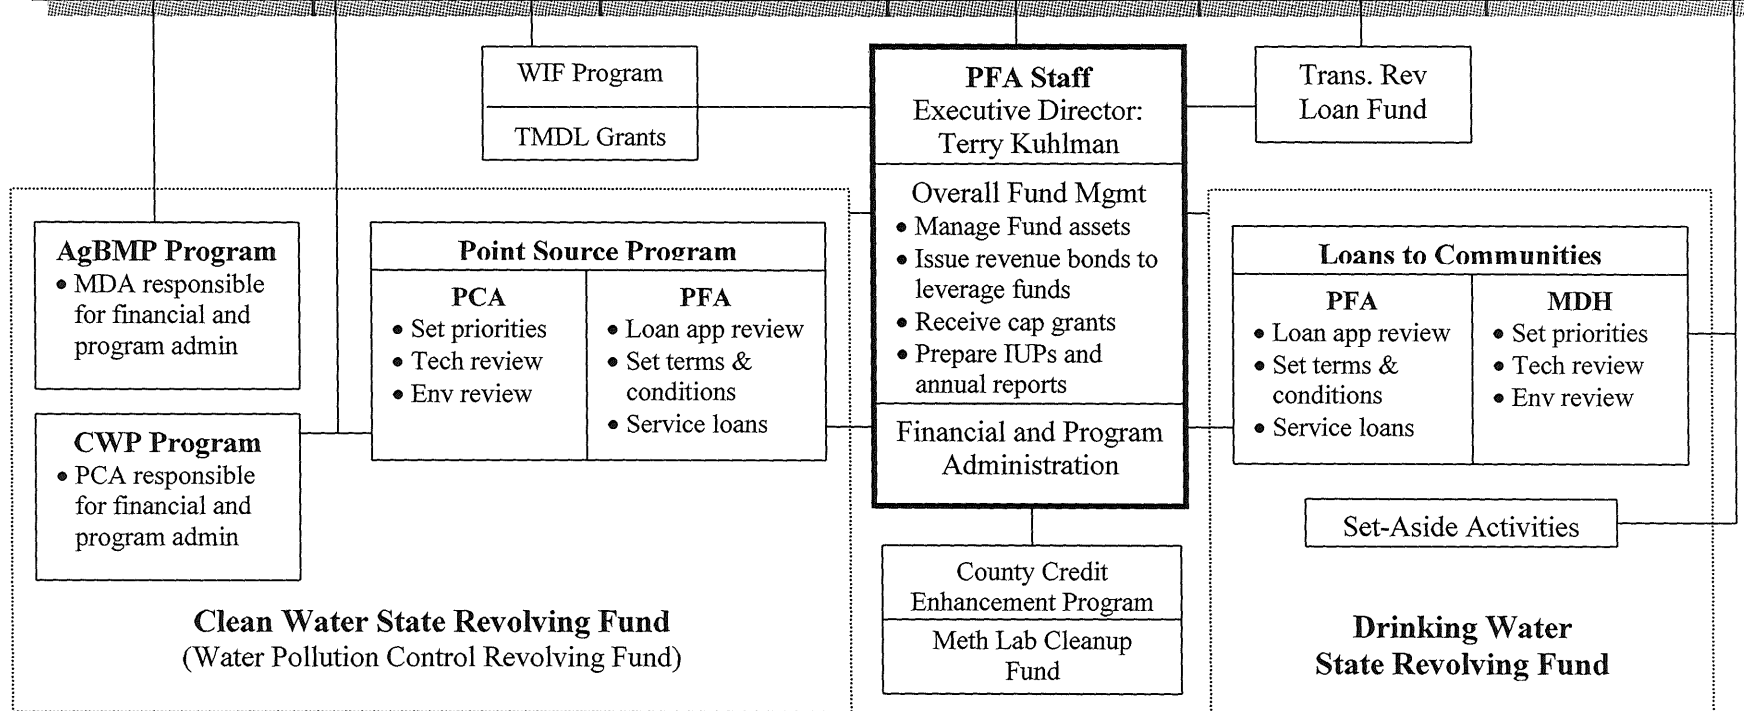 WIF Program
TMDL Grants
PFA Staff
Executive Director:
Terry Kuhlman
Overall Fund Mgmt
• Manage Fund assets
• Issue revenue bonds to
leverage funds
• Receive cap grants
• Prepare IUPs and
annual reports
Financial and Program
Administration
Trans. Rev
Loan Fund
AgBMP Program
• MDA responsible
for financial and
program admin
CWP Program
• PCA responsible
for financial and
program admin
Point Source Program
PCA
• Set priorities
• Tech review
• Env review
PFA
• Loan app review
• Set terms &
conditions
• Service loans
Clean Water State Revolving Fund
(Water Pollution Control Revolving Fund)
County Credit
Enhancement Program
Meth Lab Cleanup
Fund
Loans to Communities
PFA
• Loan app review
• Set terms &
conditions
• Service loans
MDH
• Set priorities
• Tech review
• Env review
Set-Aside Activities
Drinking Water
State Revolving Fund